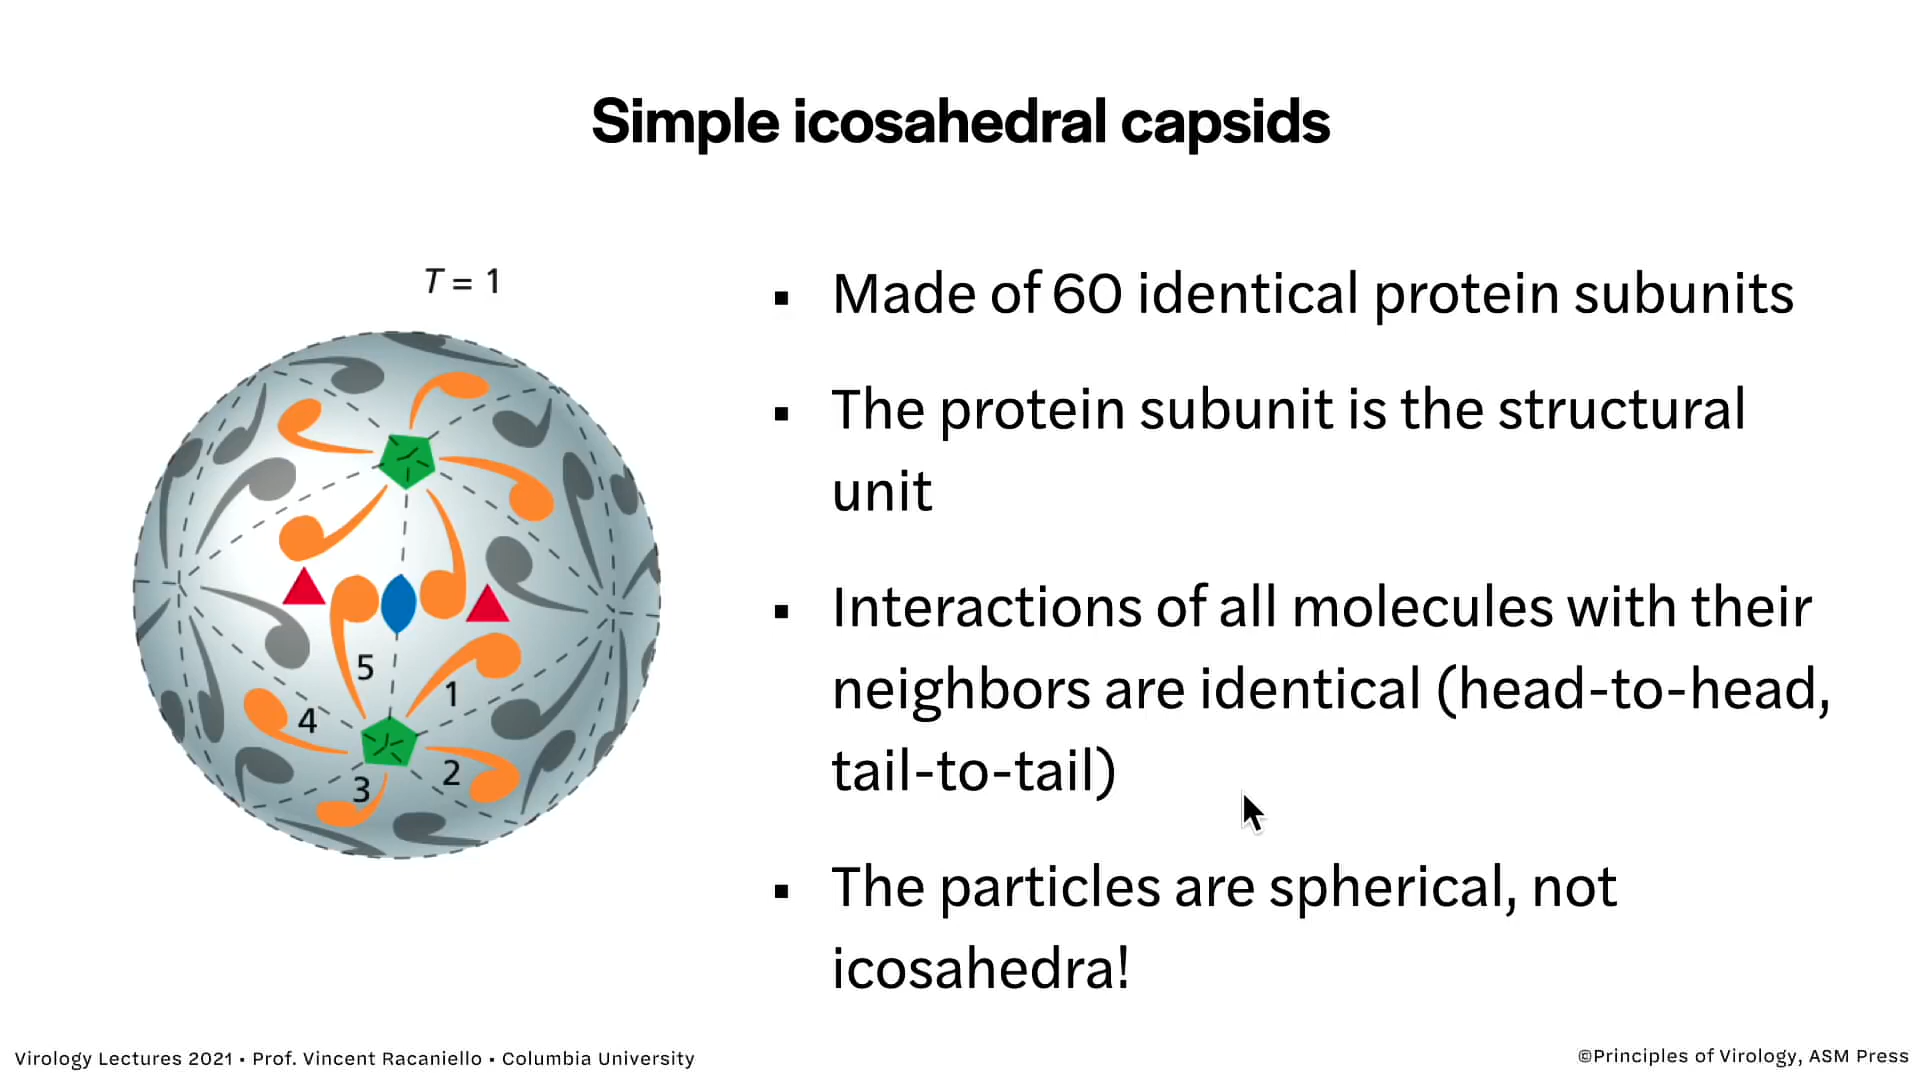 Simple icosahedral capsids
T = 1
5
1
4
2
3
▪ Made of 60 identical protein subunits
▪ The protein subunit is the structural
unit
▪ Interactions of all molecules with their
neighbors are identical (head-to-head,
tail-to-tail)
▪ The particles are spherical, not
icosahedra!
Virology Lectures 2021 • Prof. Vincent Racaniello • Columbia University
©Principles of Virology, ASM Press